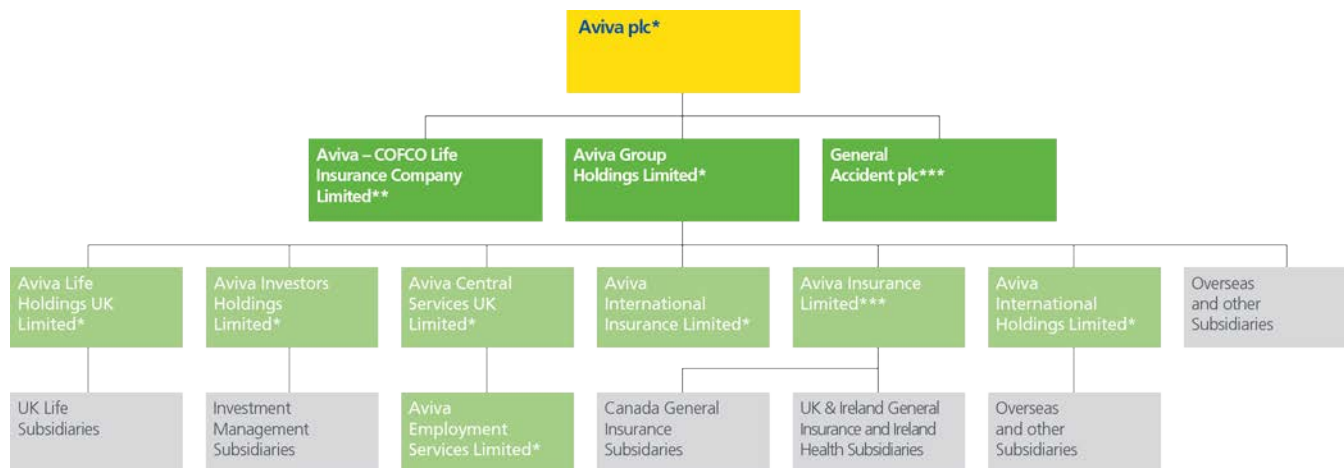 Aviva plc*
Aviva – COFCO Life
Insurance Company
Limited**
Aviva Group
Holdings Limited*
General
Accident plc***
Aviva Life
Holdings UK
Limited*
Aviva Investors
Holdings
Limited*
Aviva Central
Services UK
Limited*
Aviva
International
Insurance Limited*
Aviva Insurance
Limited***
Aviva
International
Holdings Limited*
Overseas
and other
Subsidiaries
UK Life
Subsidiaries
Investment
Management
Subsidiaries
Aviva
Employment
Services Limited*
Canada General
Insurance
Subsidaries
UK & Ireland General
Insurance and Ireland
Health Subsidiaries
Overseas
and other
Subsidiaries